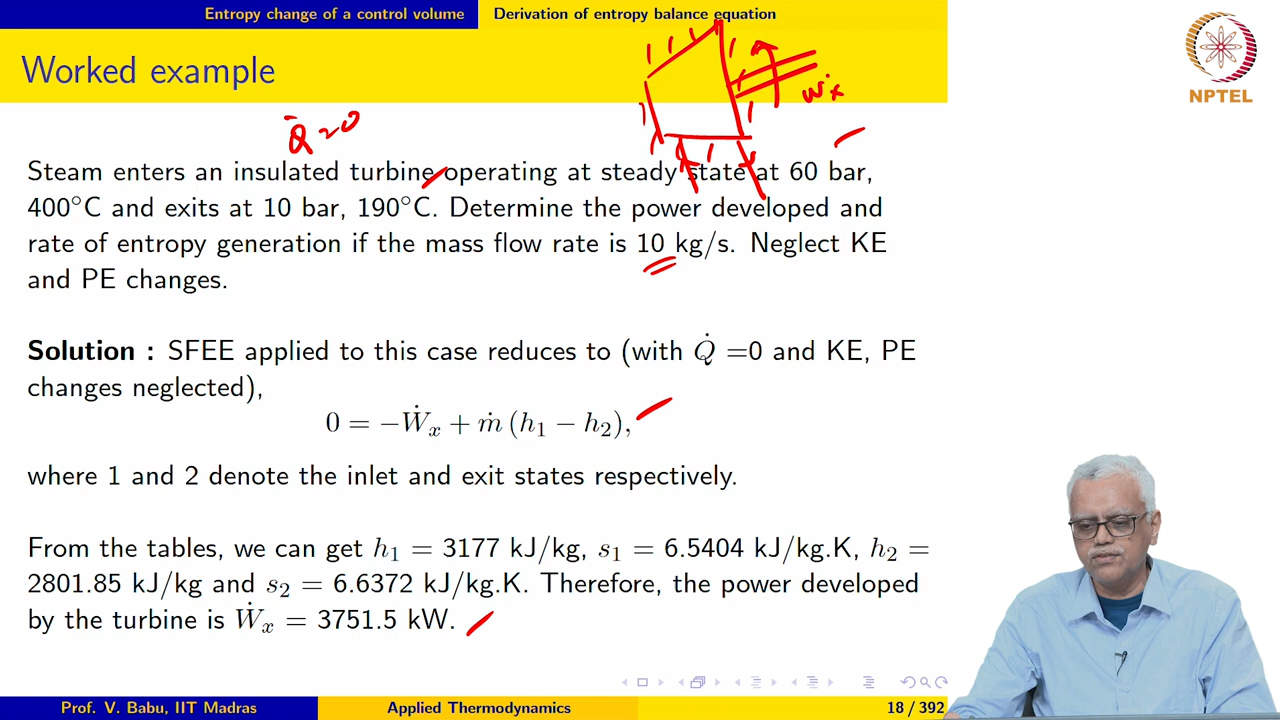 Entropy change of a control volume Derivation of entropy balance equation
Worked example
NPTEL
Ẇx
Q̇ = 0
Steam enters an insulated turbine operating at steady state at 60 bar,
400°C and exits at 10 bar, 190°C. Determine the power developed and
rate of entropy generation if the mass flow rate is 10 kg/s. Neglect KE
and PE changes.
Solution : SFEE applied to this case reduces to (with Q̇ =0 and KE, PE
changes neglected),
0 = −Ẇx + ṁ (h1 − h2),
where 1 and 2 denote the inlet and exit states respectively.
From the tables, we can get h1 = 3177 kJ/kg, s1 = 6.5404 kJ/kg.K, h2 =
2801.85 kJ/kg and s2 = 6.6372 kJ/kg.K. Therefore, the power developed
by the turbine is Ẇx = 3751.5 kW.
Prof. V. Babu, IIT Madras Applied Thermodynamics 18 / 392